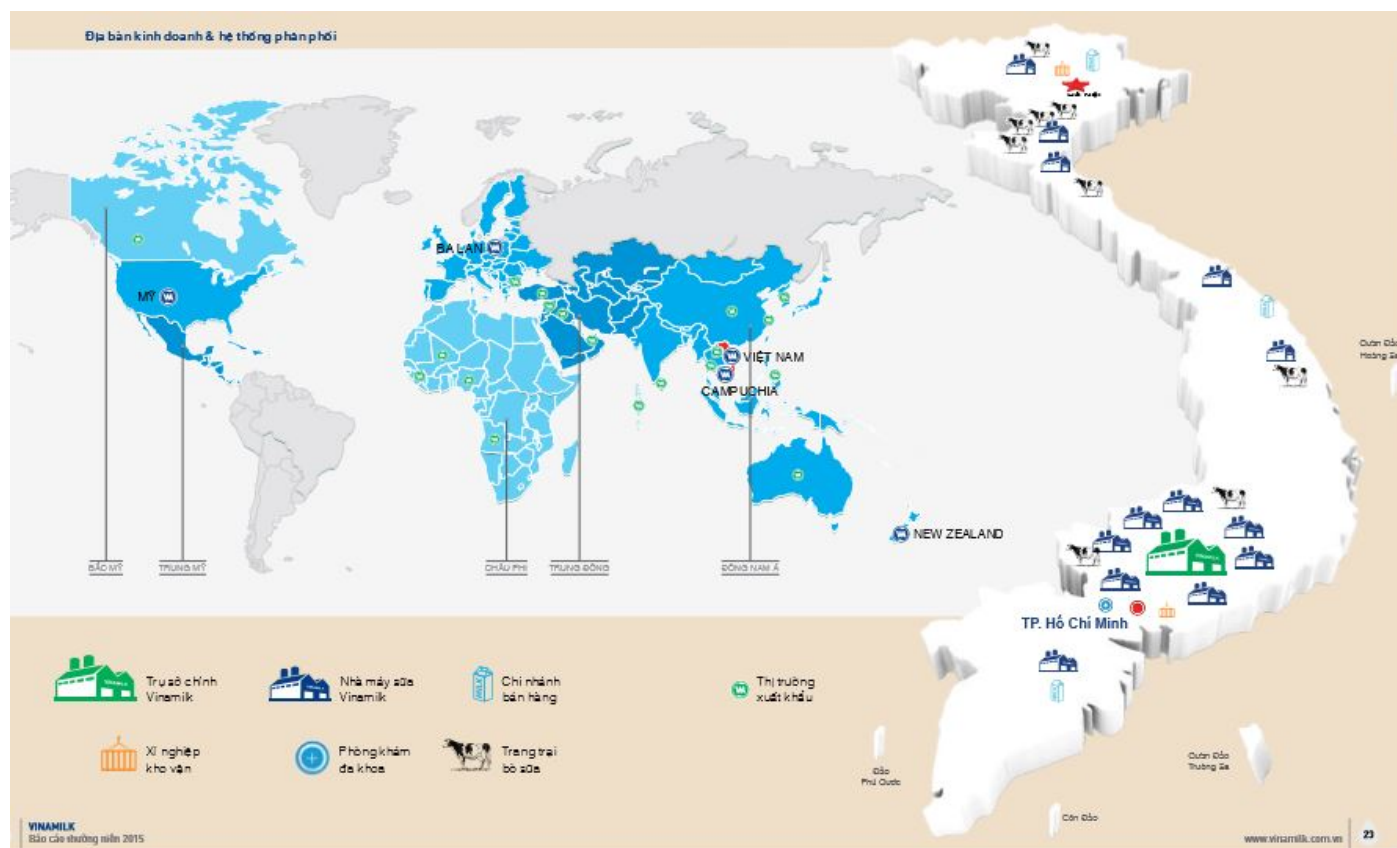 Địa bàn kinh doanh & hệ thống phân phối
BA LAN
MỸ
VIỆT NAM
CAMPUCHIA
NEW ZEALAND
BẮC MỸ
TRUNG MỸ
CHÂU PHI
TRUNG ĐÔNG
ĐÔNG NAM Á
Quần Đảo
VINAMILK
TP. Hồ Chí Minh
Trụ sở chính
Vinamilk
Nhà máy sữa
Vinamilk
Chi nhánh
bán hàng
Thị trường
xuất khẩu
Xí nghiệp
kho vận
Phòng khám
đa khoa
Trang trại
bò sữa
Đảo
Phú Quốc
Quần Đảo
Trường Sa
Côn Đảo
VINAMILK
Báo cáo thường niên 2015
www.vinamilk.com.vn
23